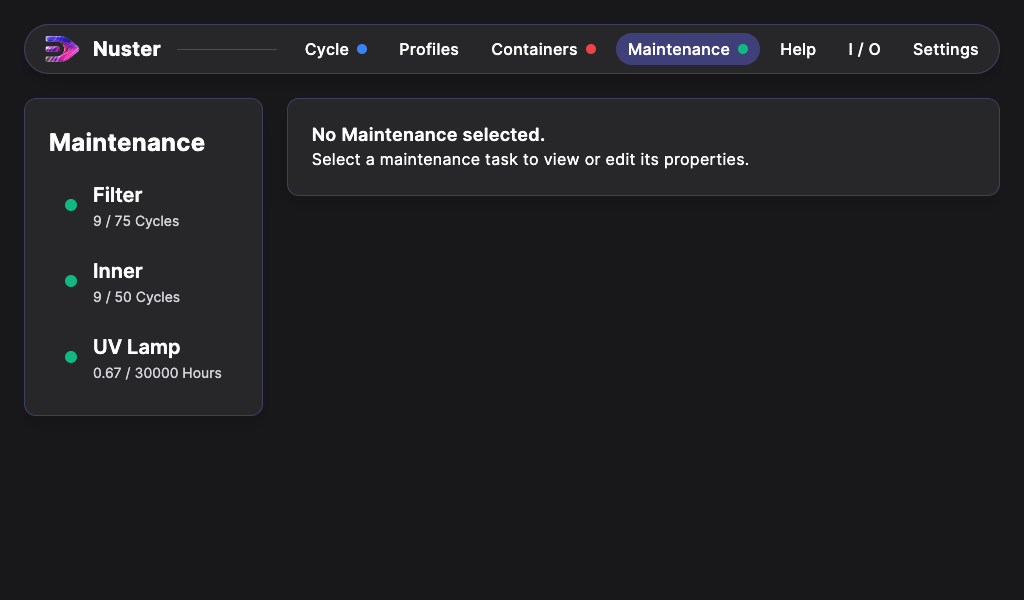 Nuster
Cycle
Profiles
Containers
Maintenance
Help
I / O
Settings
Maintenance
Filter
9 / 75 Cycles
Inner
9 / 50 Cycles
UV Lamp
0.67 / 30000 Hours
No Maintenance selected.
Select a maintenance task to view or edit its properties.